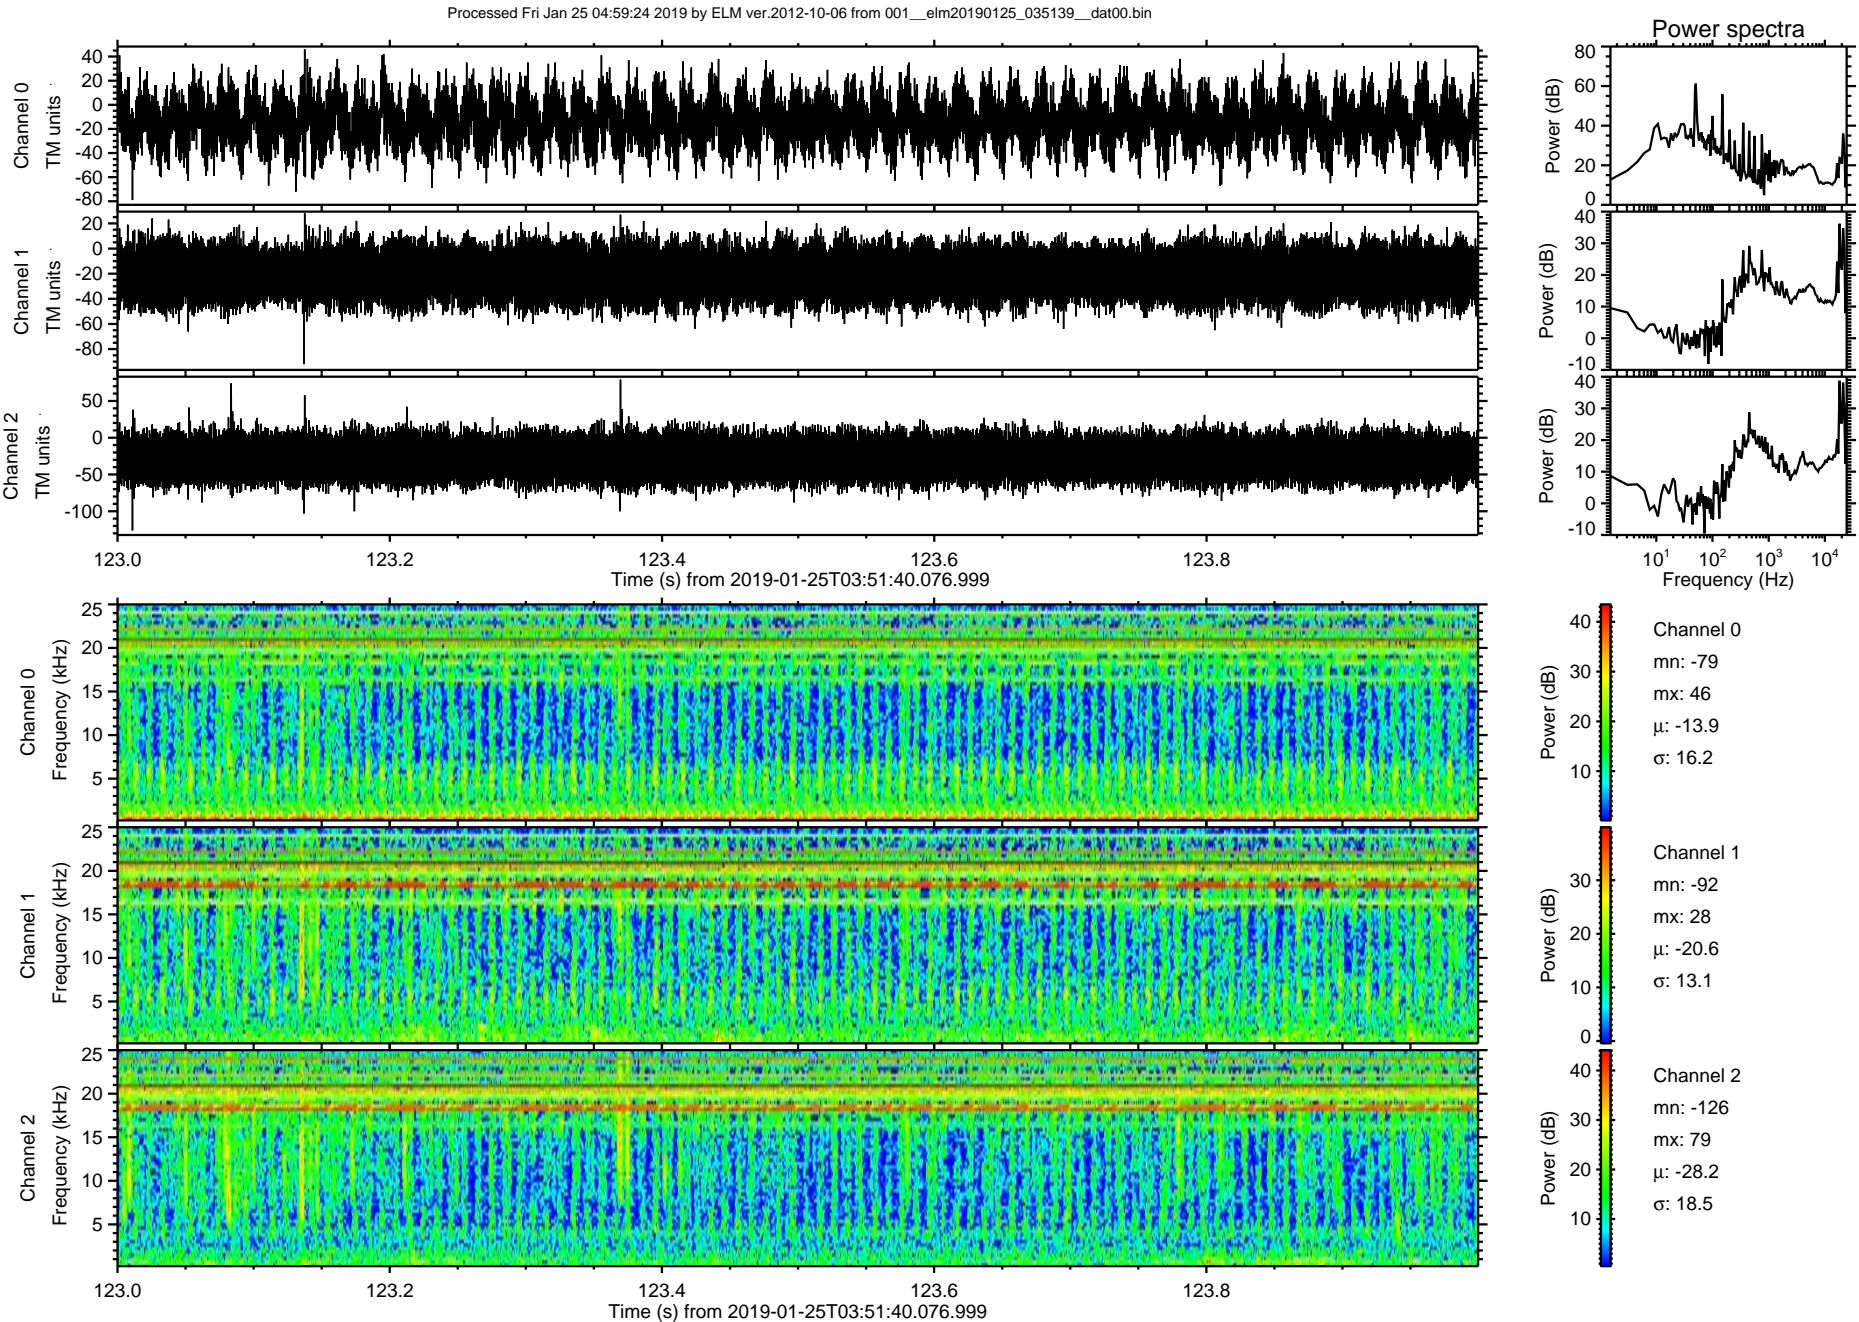 Processed Fri Jan 25 04:59:24 2019 by ELM ver.2012-10-06 from 001__elm20190125_035139__dat00.bin
Power spectra
Channel 0
TM units
40
20
0
-20
-40
-60
-80
Power (dB)
80
60
40
20
0
Channel 1
TM units
20
0
-20
-40
-60
-80
Power (dB)
40
30
20
10
0
-10
Channel 2
TM units
50
0
-50
-100
Power (dB)
40
30
20
10
0
-10
123.0 123.2 123.4 123.6 123.8
Time (s) from 2019-01-25T03:51:40.076.999
10¹ 10² 10³ 10⁴
Frequency (Hz)
Channel 0
Frequency (kHz)
25
20
15
10
5
Power (dB)
40
30
20
10
Channel 0
mn: -79
mx: 46
μ: -13.9
σ: 16.2
Channel 1
Frequency (kHz)
25
20
15
10
5
Power (dB)
30
20
10
0
Channel 1
mn: -92
mx: 28
μ: -20.6
σ: 13.1
Channel 2
Frequency (kHz)
25
20
15
10
5
Power (dB)
40
30
20
10
Channel 2
mn: -126
mx: 79
μ: -28.2
σ: 18.5
123.0 123.2 123.4 123.6 123.8
Time (s) from 2019-01-25T03:51:40.076.999